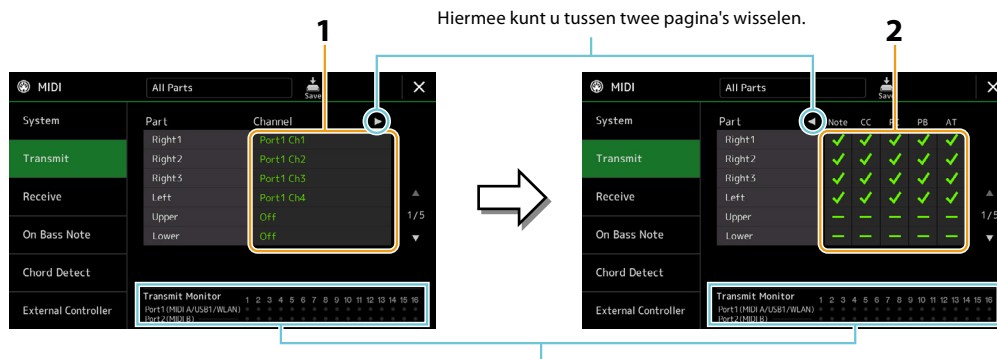 Hiermee kunt u tussen twee pagina's wisselen.
1
2
MIDI
All Parts
Save
×
System
Transmit
Receive
On Bass Note
Chord Detect
External Controller
Part Channel ▶
Right1 Port1 Ch1
Right2 Port1 Ch2
Right3 Port1 Ch3
Left Port1 Ch4
Upper Off
Lower Off
1/5
Transmit Monitor 1 2 3 4 5 6 7 8 9 10 11 12 13 14 15 16
Port1(MIDI A/USB1/WLAN)
Port2(MIDI B)
MIDI
All Parts
Save
×
System
Transmit
Receive
On Bass Note
Chord Detect
External Controller
Part ◀ Note CC PC PB AT
Right1
Right2
Right3
Left
Upper
Lower
1/5
Transmit Monitor 1 2 3 4 5 6 7 8 9 10 11 12 13 14 15 16
Port1(MIDI A/USB1/WLAN)
Port2(MIDI B)